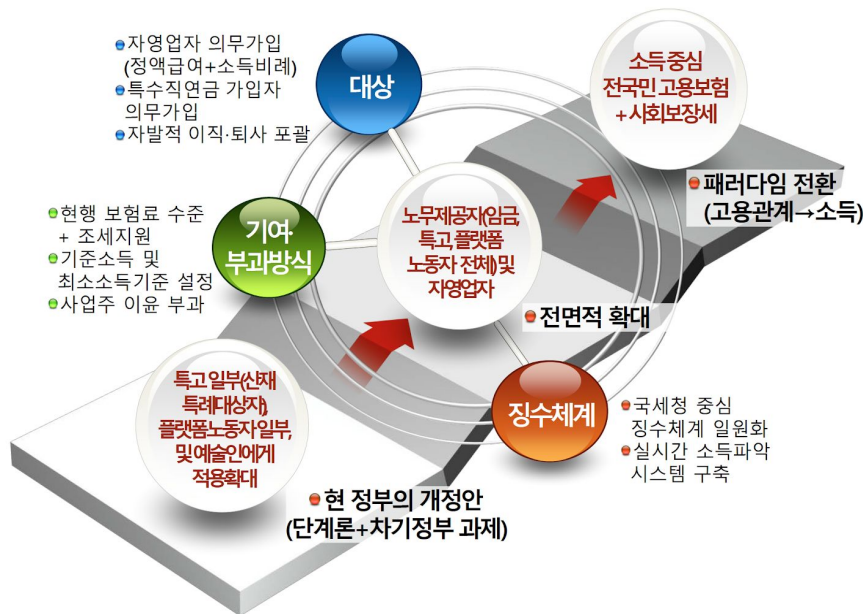 자영업자 의무가입
(정액급여+소득비례)
특수직연금 가입자
의무가입
자발적 이직·퇴사 포괄
대상
소득 중심
전국민 고용보험
+ 사회보장세
패러다임 전환
(고용관계→소득)
현행 보험료 수준
+ 조세지원
기준소득 및
최소소득기준 설정
사업주 이윤 부과
기여·
부과방식
노무제공자(임금,
특고, 플랫폼
노동자 전체) 및
자영업자
전면적 확대
특고 일부(산재
특례대상자),
플랫폼노동자 일부,
및 예술인에게
적용확대
현 정부의 개정안
(단계론+차기정부 과제)
징수체계
국세청 중심
징수체계 일원화
실시간 소득파악
시스템 구축